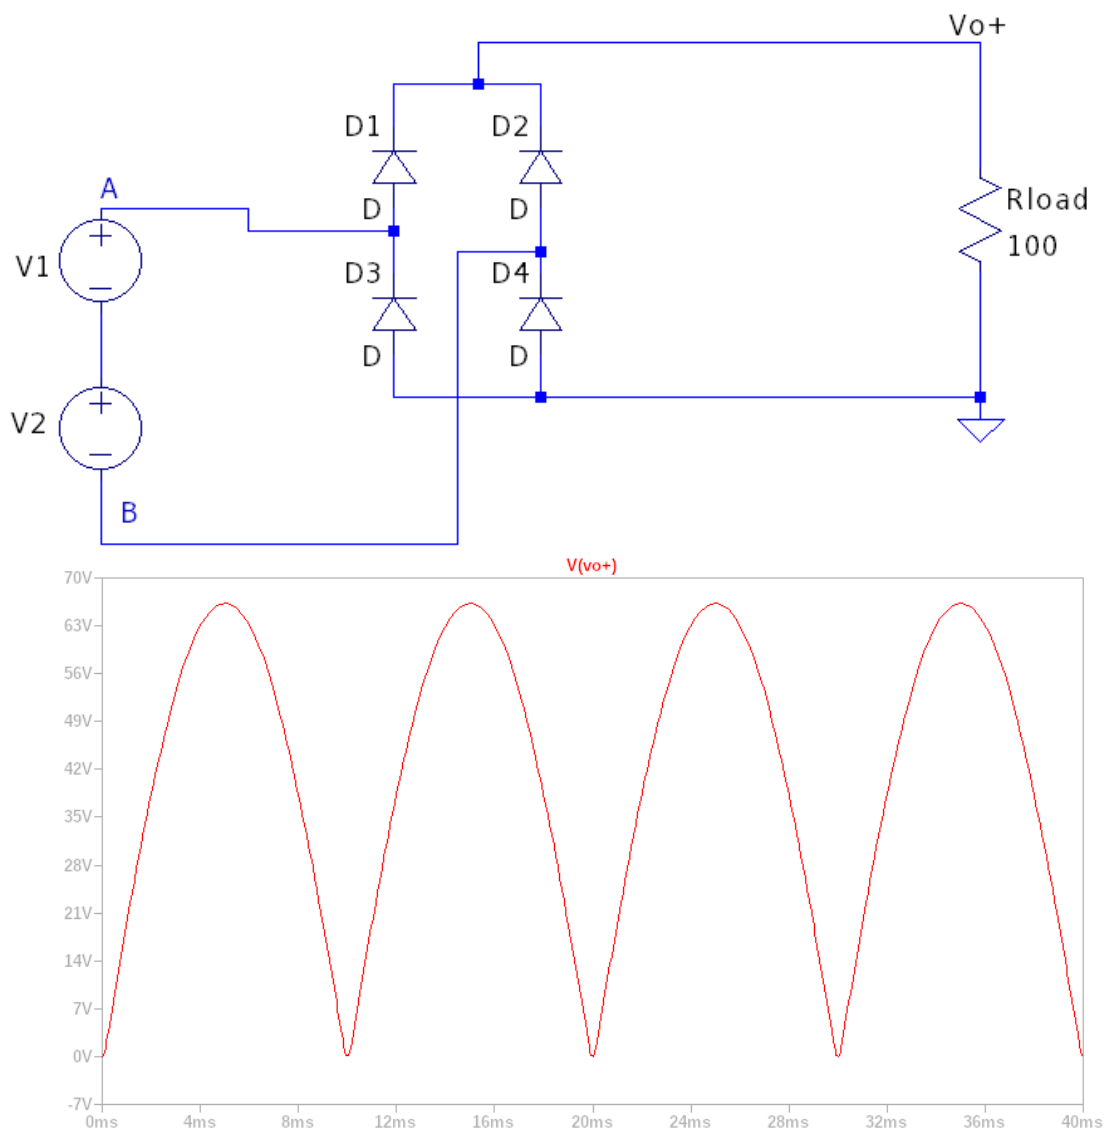 Vo+
D1
D2
A
D
D
Rload
+
V1
100
−
D3
D4
D
D
+
V2
−
B
V(vo+)
70V
63V
56V
49V
42V
35V
28V
21V
14V
7V
0V
-7V
0ms 4ms 8ms 12ms 16ms 20ms 24ms 28ms 32ms 36ms 40ms